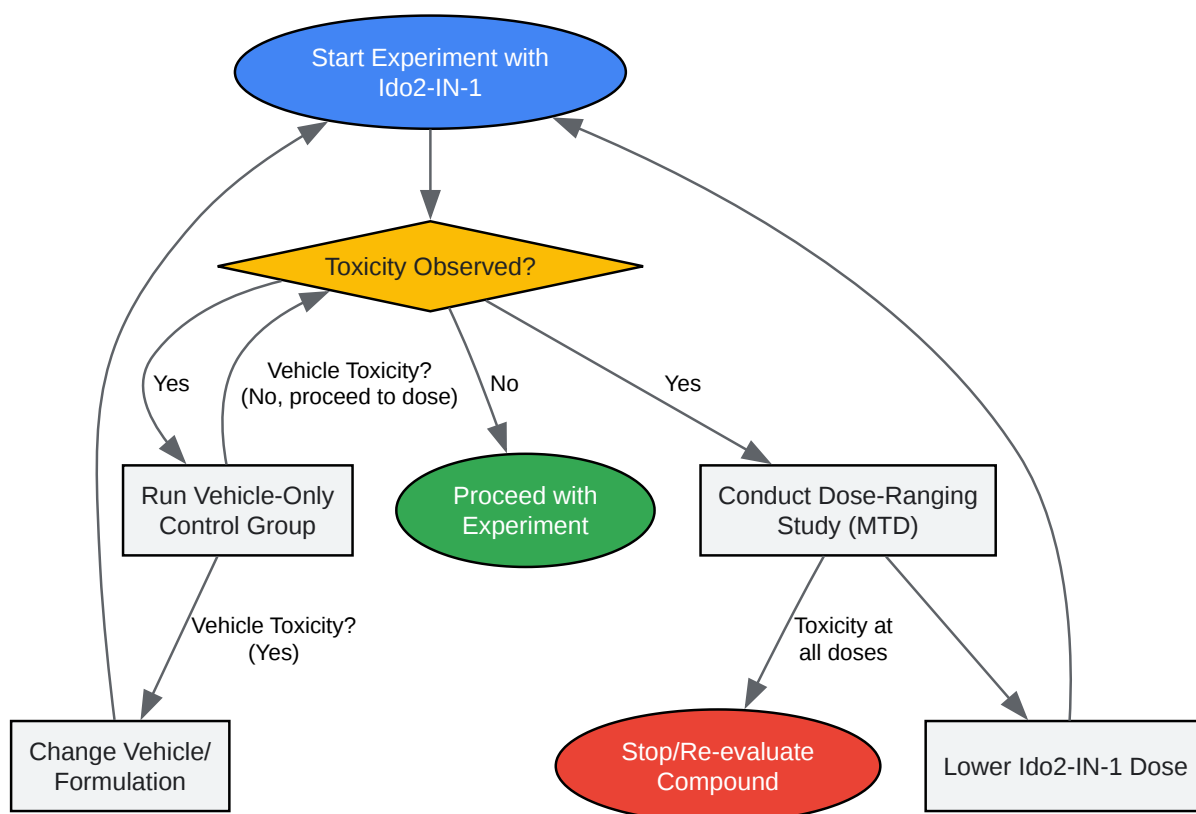 Start Experiment with
Ido2-IN-1
Toxicity Observed?
Yes
Vehicle Toxicity?
(No, proceed to dose)
No
Yes
Run Vehicle-Only
Control Group
Proceed with
Experiment
Conduct Dose-Ranging
Study (MTD)
Vehicle Toxicity?
(Yes)
Toxicity at
all doses
Change Vehicle/
Formulation
Stop/Re-evaluate
Compound
Lower Ido2-IN-1 Dose